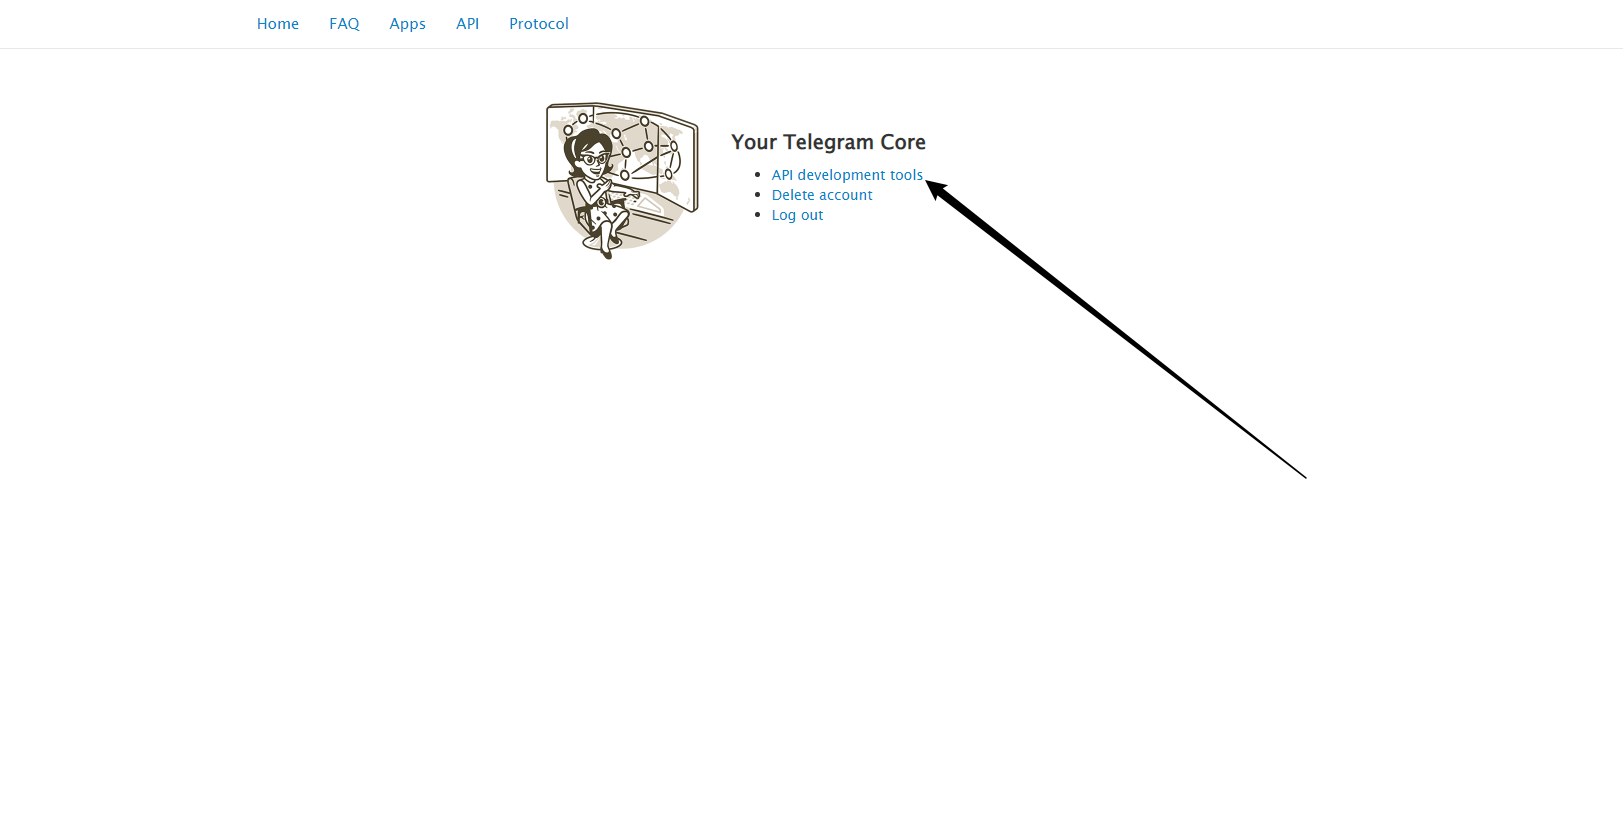 Home FAQ Apps API Protocol
Your Telegram Core
API development tools
Delete account
Log out